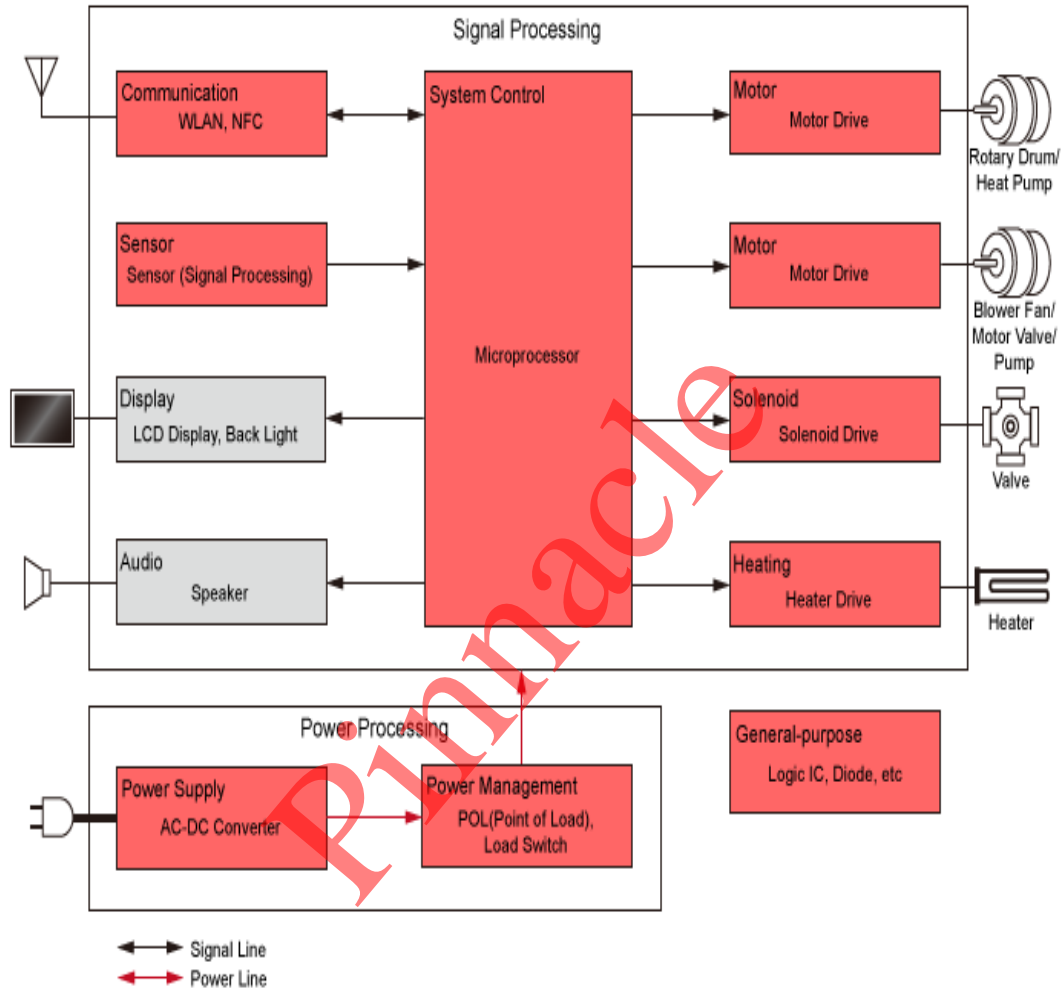 Signal Processing
Communication
WLAN, NFC
System Control
Motor
Motor Drive
Rotary Drum/
Heat Pump
Sensor
Sensor (Signal Processing)
Microprocessor
Motor
Motor Drive
Blower Fan/
Motor Valve/
Pump
Display
LCD Display, Back Light
Solenoid
Solenoid Drive
Valve
Audio
Speaker
Heating
Heater Drive
Heater
Power Processing
Power Supply
AC-DC Converter
Power Management
POL(Point of Load),
Load Switch
General-purpose
Logic IC, Diode, etc
Signal Line
Power Line
Pinnacle